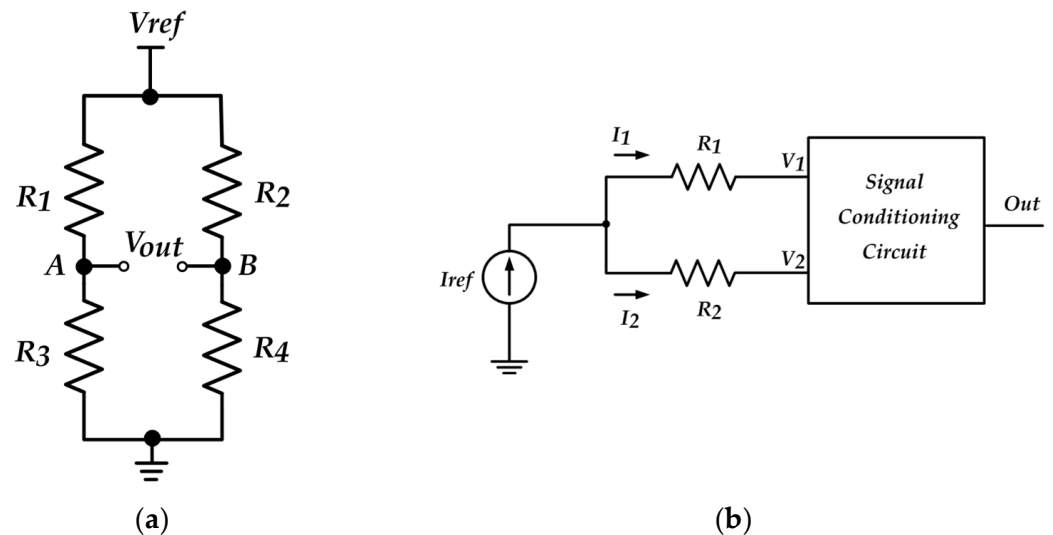 Vref
R1
R2
A
Vout
B
R3
R4
(a)
I1
R1
V1
Signal
Conditioning
Circuit
Out
Iref
V2
I2
R2
(b)